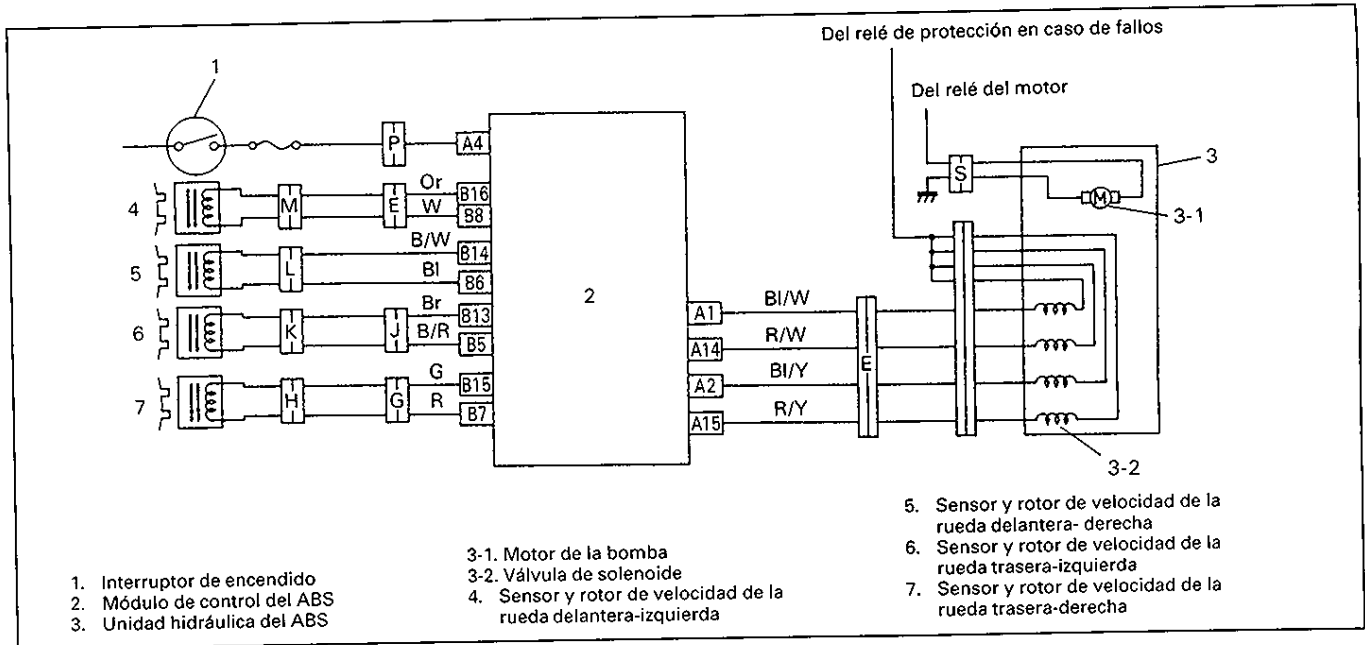 Del relé de protección en caso de fallos
Del relé del motor
1
P
A4
3
S
M
3-1
4
M
E
Or
W
B16
B8
5
L
B/W
Bl
B14
B6
2
6
K
J
Br
B/R
B13
B5
7
H
G
G
R
B15
B7
A1
Bl/W
A14
R/W
A2
Bl/Y
A15
R/Y
E
3-2
1. Interruptor de encendido
2. Módulo de control del ABS
3. Unidad hidráulica del ABS
3-1. Motor de la bomba
3-2. Válvula de solenoide
4. Sensor y rotor de velocidad de la
rueda delantera-izquierda
5. Sensor y rotor de velocidad de la
rueda delantera- derecha
6. Sensor y rotor de velocidad de la
rueda trasera-izquierda
7. Sensor y rotor de velocidad de la
rueda trasera-derecha